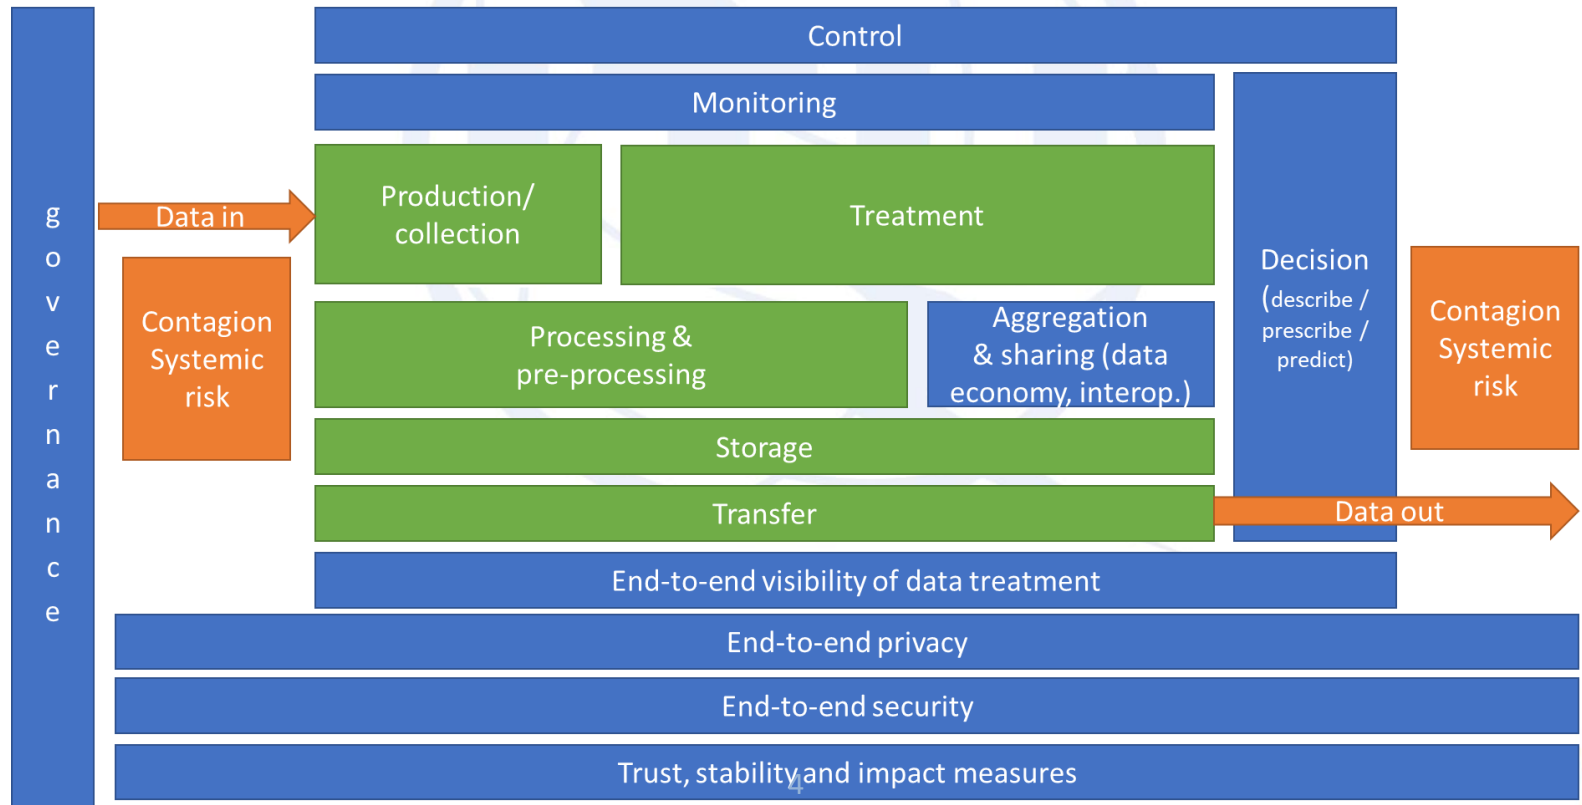 governance
Control
Monitoring
Data in
Production/
collection
Treatment
Contagion
Systemic
risk
Processing &
pre-processing
Aggregation
& sharing (data
economy, interop.)
Decision
(describe /
prescribe /
predict)
Contagion
Systemic
risk
Storage
Transfer
Data out
End-to-end visibility of data treatment
End-to-end privacy
End-to-end security
Trust, stability and impact measures
4